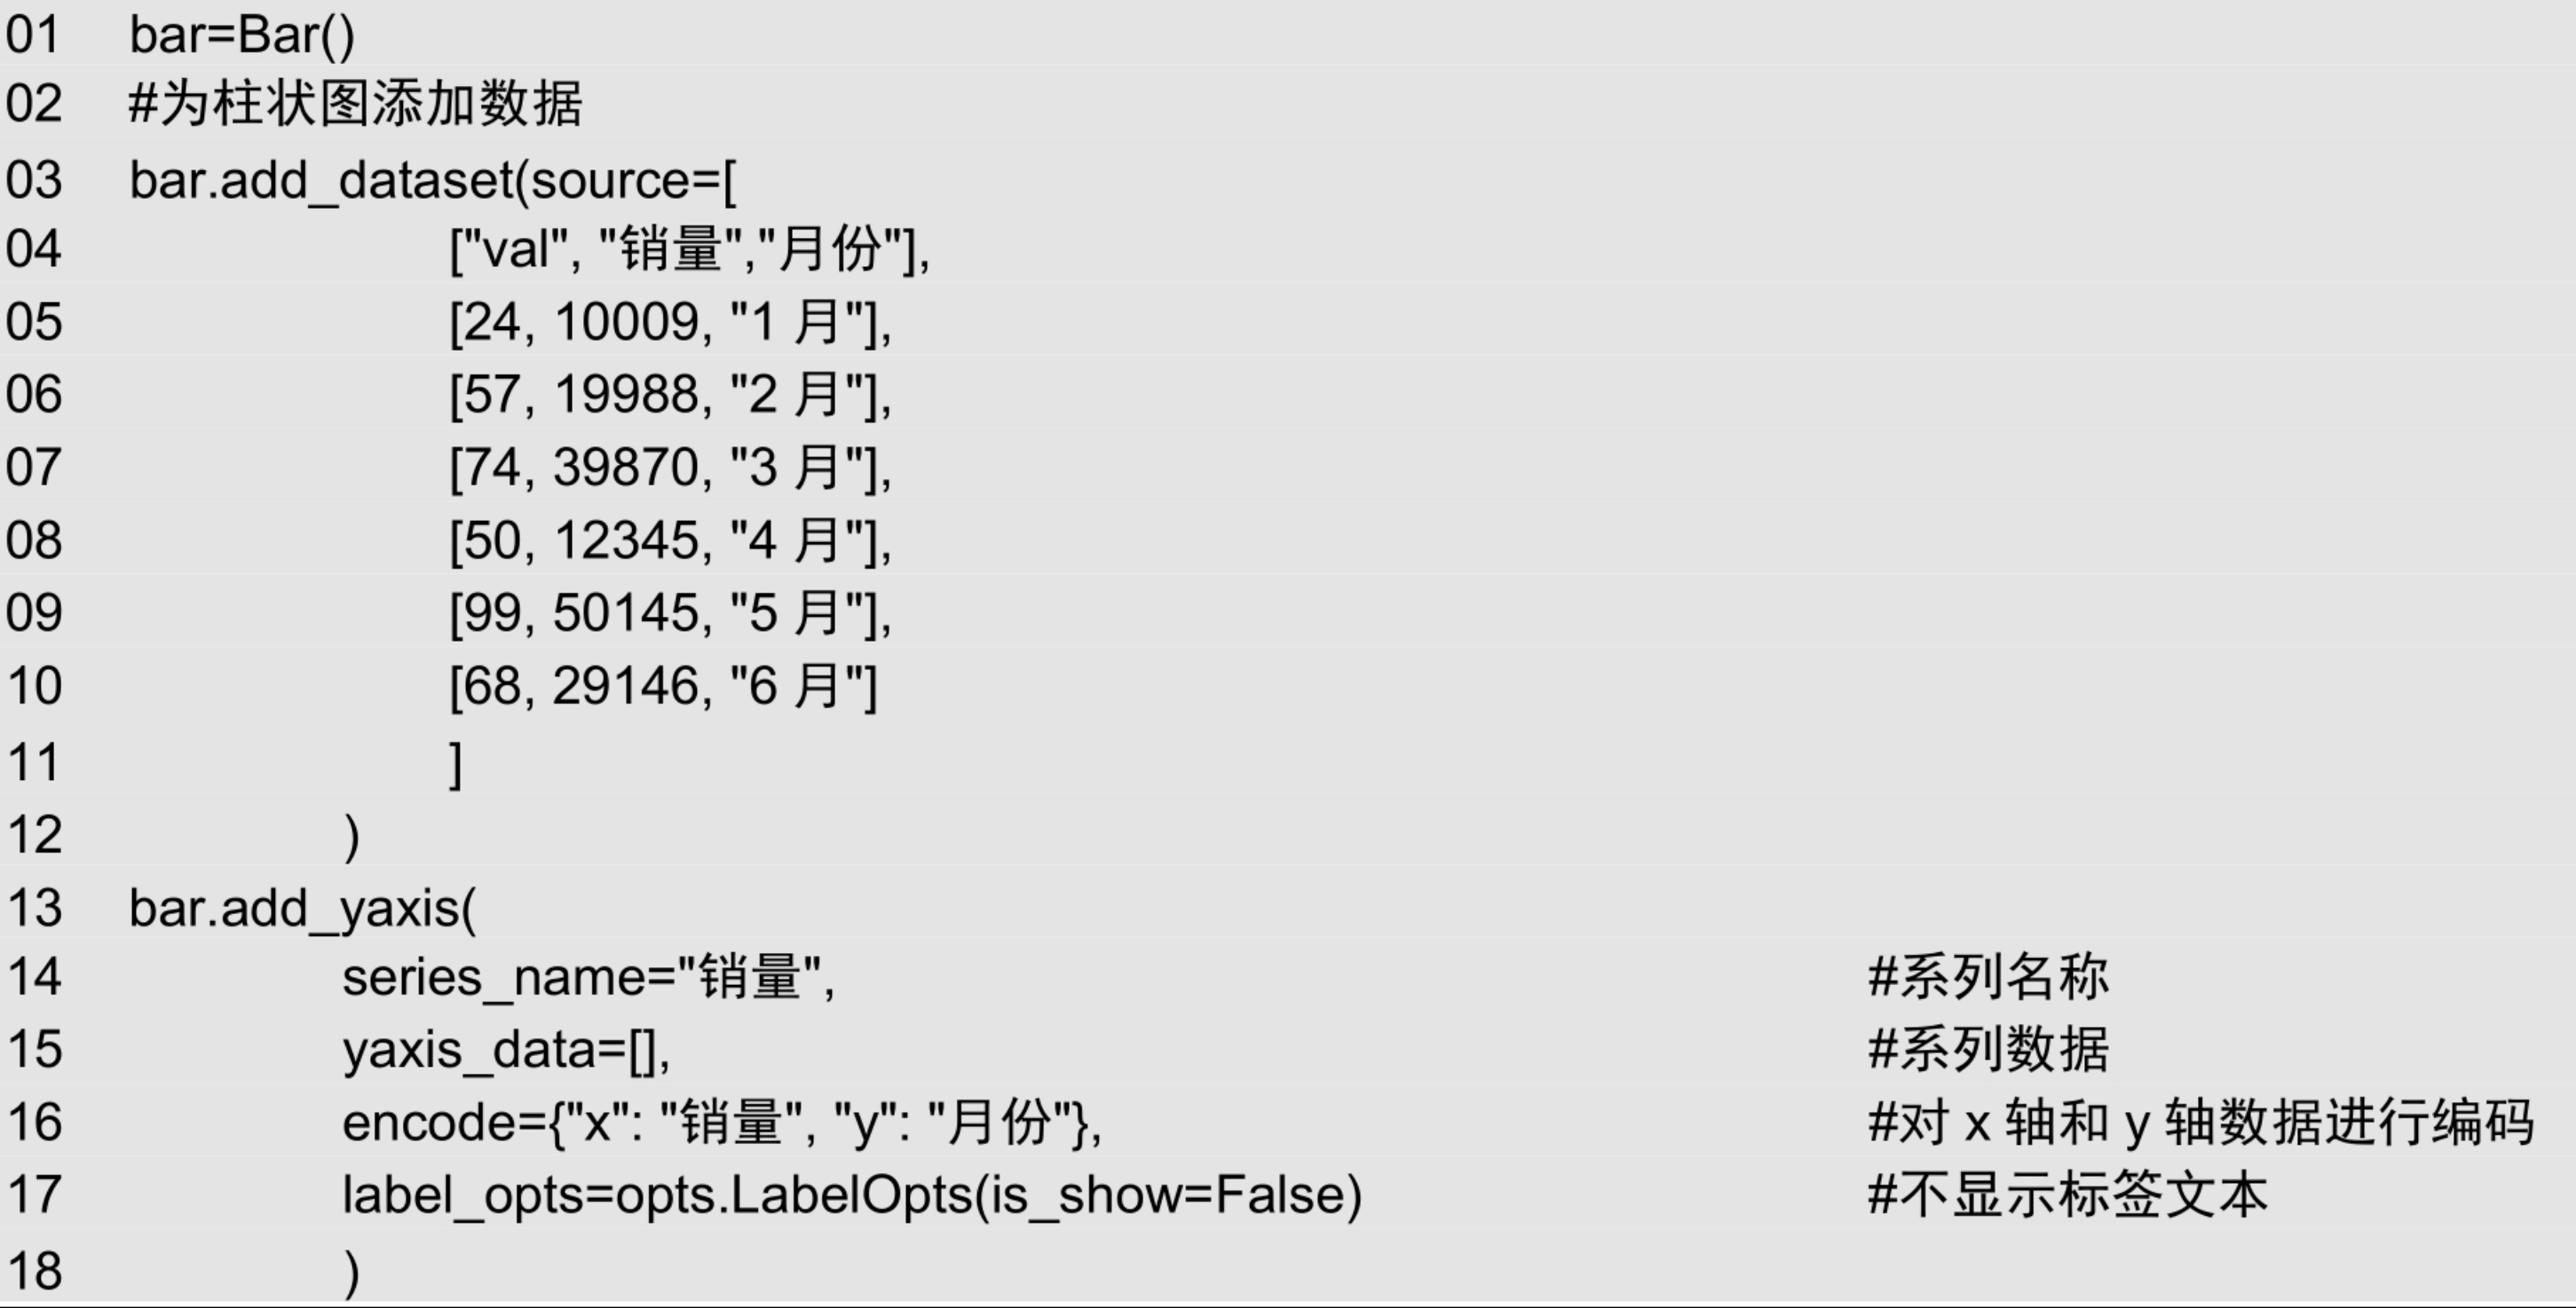 01 bar=Bar()
02 #为柱状图添加数据
03 bar.add_dataset(source=[
04 ["val", "销量","月份"],
05 [24, 10009, "1 月"],
06 [57, 19988, "2 月"],
07 [74, 39870, "3 月"],
08 [50, 12345, "4 月"],
09 [99, 50145, "5 月"],
10 [68, 29146, "6 月"]
11 ]
12 )
13 bar.add_yaxis(
14 series_name="销量", #系列名称
15 yaxis_data=[], #系列数据
16 encode={"x": "销量", "y": "月份"}, #对 x 轴和 y 轴数据进行编码
17 label_opts=opts.LabelOpts(is_show=False) #不显示标签文本
18 )